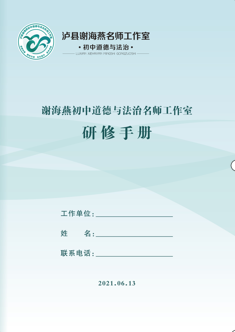 泸县谢海燕名师工作室
·初中道德与法治·
谢海燕初中道德与法治名师工作室
研修手册
工作单位：
姓　　名：
联系电话：
2021.06.13